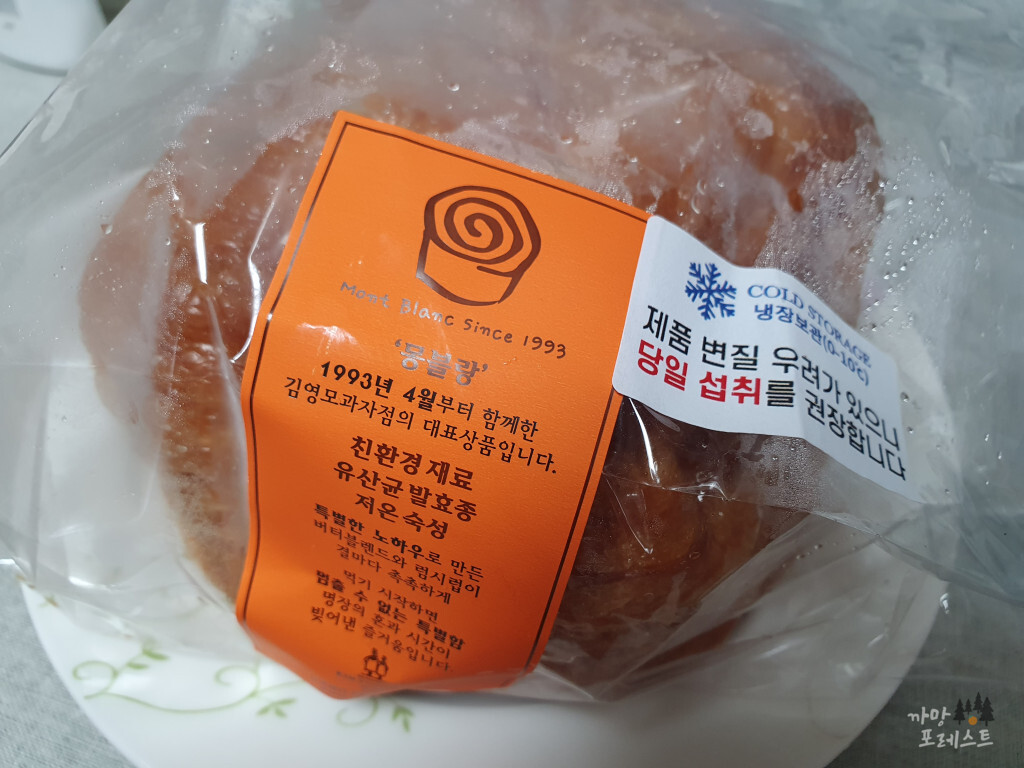 Mont Blanc Since 1993
'몽블랑'
1993년 4월부터 함께한
김영모과자점의 대표상품입니다.
친환경재료
유산균발효종
저온숙성
특별한 노하우로 만든
버터블렌드와 럼시럽이
결마다 촉촉하게
먹기 시작하면
멈출 수 없는 특별함
명장의 혼과 시간이
빚어낸 즐거움입니다.
COLD STORAGE
냉장보관(0-10℃)
제품 변질 우려가 있으니
당일 섭취를 권장합니다
까망
포레스트